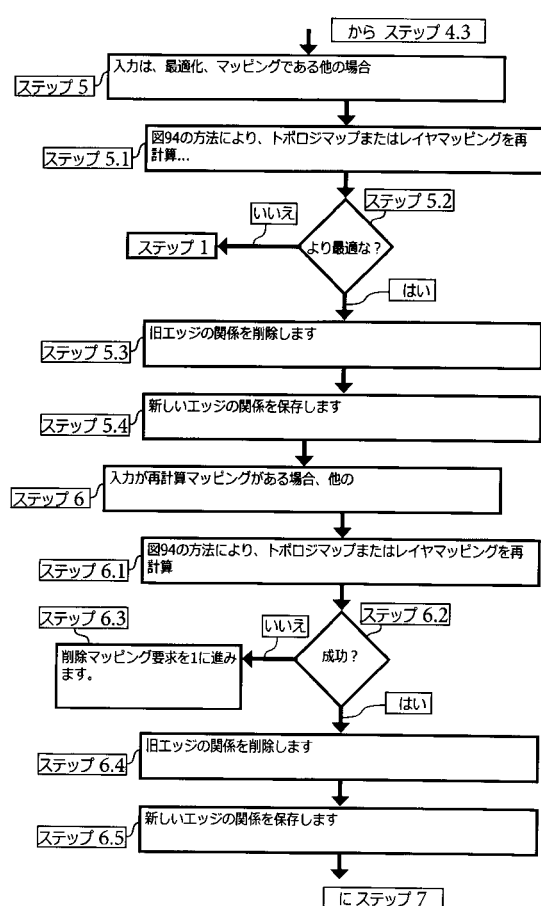 から ステップ 4.3
ステップ 5
入力は、最適化、マッピングである他の場合
ステップ 5.1
図94の方法により、トポロジマップまたはレイヤマッピングを再
計算...
ステップ 5.2
いいえ
ステップ 1
より最適な？
はい
ステップ 5.3
旧エッジの関係を削除します
ステップ 5.4
新しいエッジの関係を保存します
ステップ 6
入力が再計算マッピングがある場合、他の
ステップ 6.1
図94の方法により、トポロジマップまたはレイヤマッピングを再
計算
ステップ 6.3
いいえ
ステップ 6.2
削除マッピング要求を1に進み
ます。
成功？
はい
ステップ 6.4
旧エッジの関係を削除します
ステップ 6.5
新しいエッジの関係を保存します
に ステップ 7